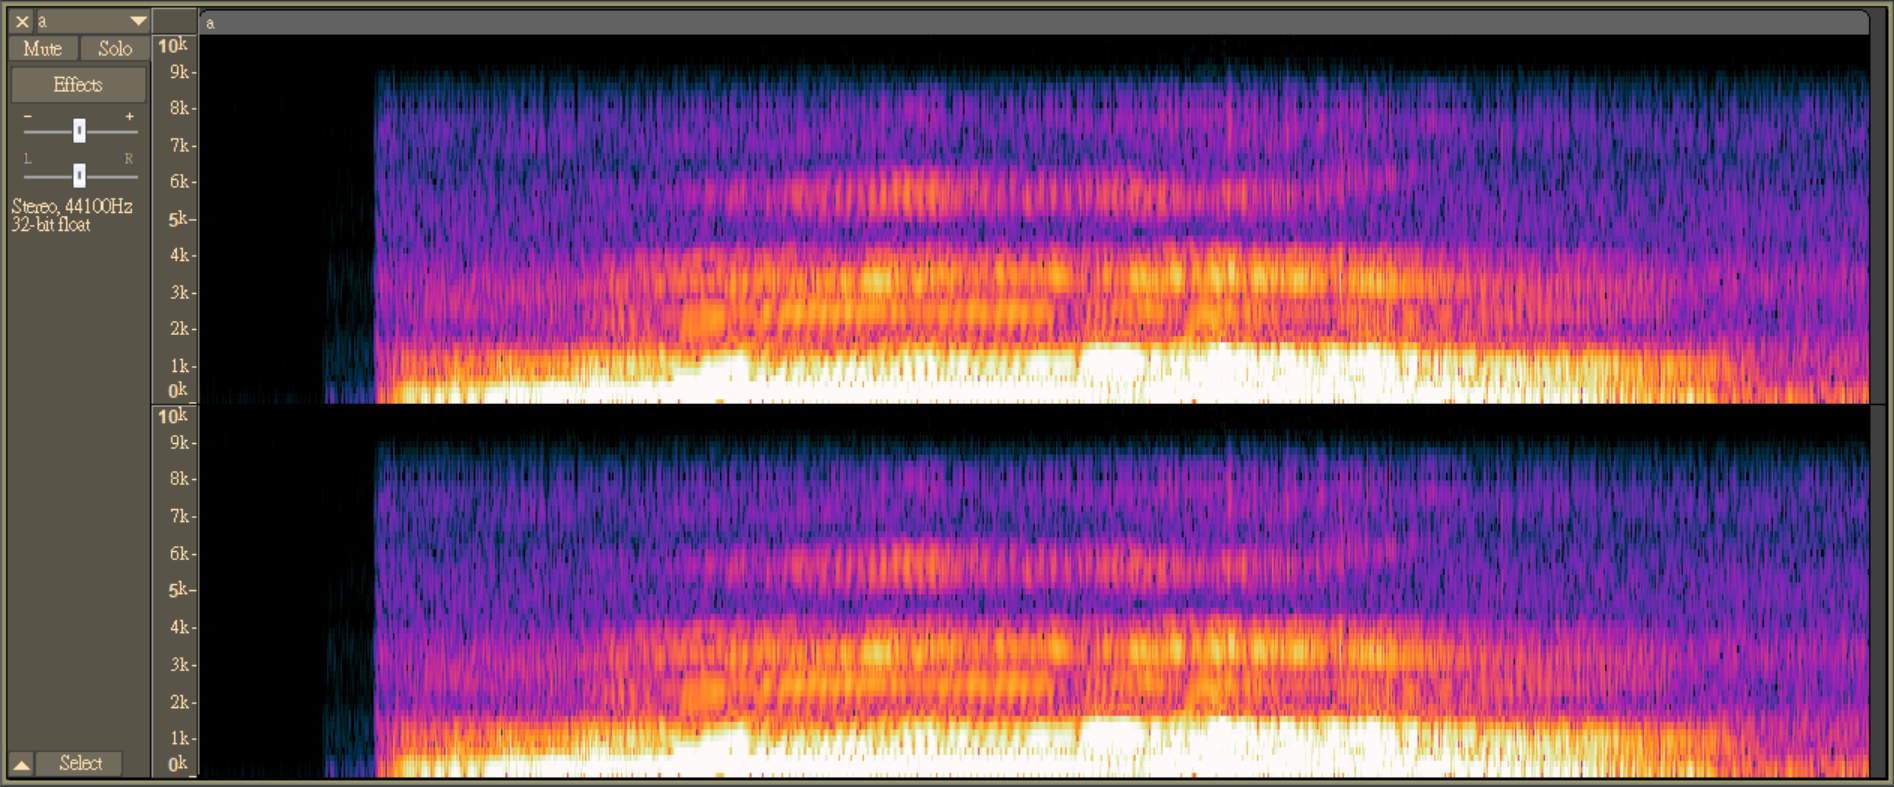 a
a
Mute Solo
Effects
- +
L R
Stereo, 44100Hz
32-bit float
Select
10k
9k-
8k-
7k-
6k-
5k-
4k-
3k-
2k-
1k-
0k
10k
9k-
8k-
7k-
6k-
5k-
4k-
3k-
2k-
1k-
0k